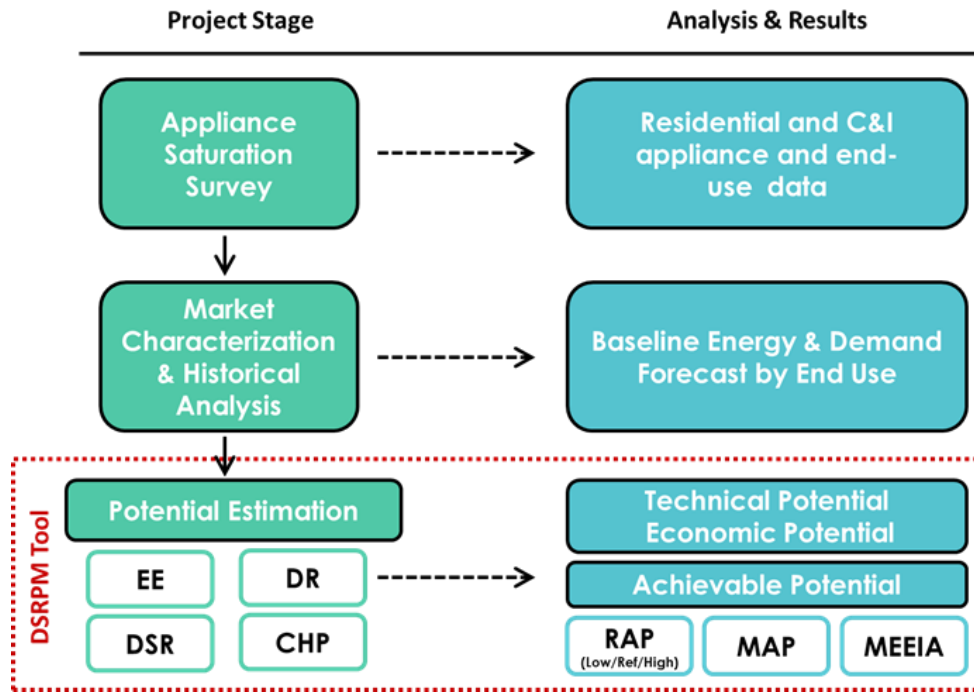 Project Stage
Analysis & Results
Appliance
Saturation
Survey
Residential and C&I
appliance and end-
use data
Market
Characterization
& Historical
Analysis
Baseline Energy & Demand
Forecast by End Use
DSRPM Tool
Potential Estimation
EE
DR
DSR
CHP
Technical Potential
Economic Potential
Achievable Potential
RAP
(Low/Ref/High)
MAP
MEEIA